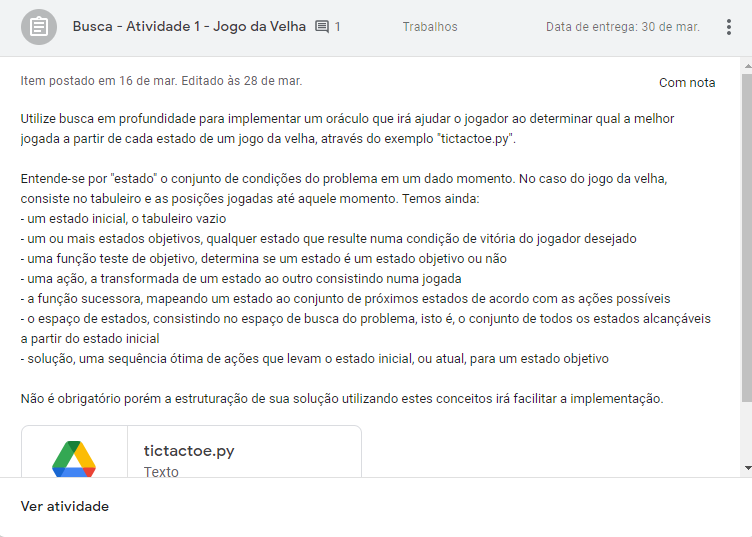 Busca - Atividade 1 - Jogo da Velha 1 Trabalhos Data de entrega: 30 de mar.
Item postado em 16 de mar. Editado às 28 de mar.
Com nota
Utilize busca em profundidade para implementar um oráculo que irá ajudar o jogador ao determinar qual a melhor
jogada a partir de cada estado de um jogo da velha, através do exemplo "tictactoe.py".
Entende-se por "estado" o conjunto de condições do problema em um dado momento. No caso do jogo da velha,
consiste no tabuleiro e as posições jogadas até aquele momento. Temos ainda:
- um estado inicial, o tabuleiro vazio
- um ou mais estados objetivos, qualquer estado que resulte numa condição de vitória do jogador desejado
- uma função teste de objetivo, determina se um estado é um estado objetivo ou não
- uma ação, a transformada de um estado ao outro consistindo numa jogada
- a função sucessora, mapeando um estado ao conjunto de próximos estados de acordo com as ações possíveis
- o espaço de estados, consistindo no espaço de busca do problema, isto é, o conjunto de todos os estados alcançáveis
a partir do estado inicial
- solução, uma sequência ótima de ações que levam o estado inicial, ou atual, para um estado objetivo
Não é obrigatório porém a estruturação de sua solução utilizando estes conceitos irá facilitar a implementação.
tictactoe.py
Texto
Ver atividade